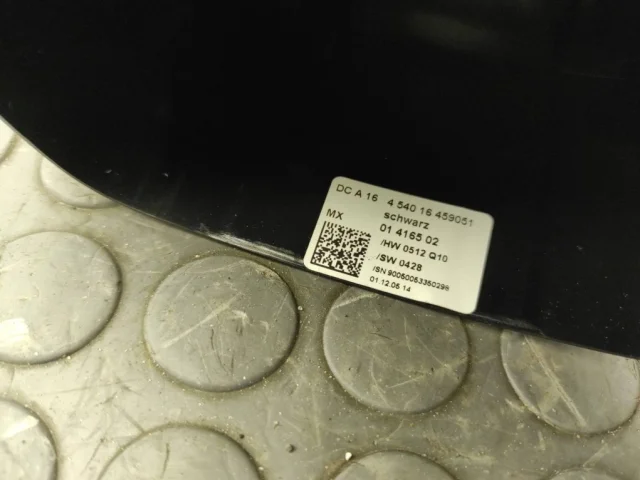 DC A 16 4 540 16 459051
schwarz
MX 01 4165 02
/HW 0512 Q10
/SW 0428
/SN 90050053350298
01 12.05 14